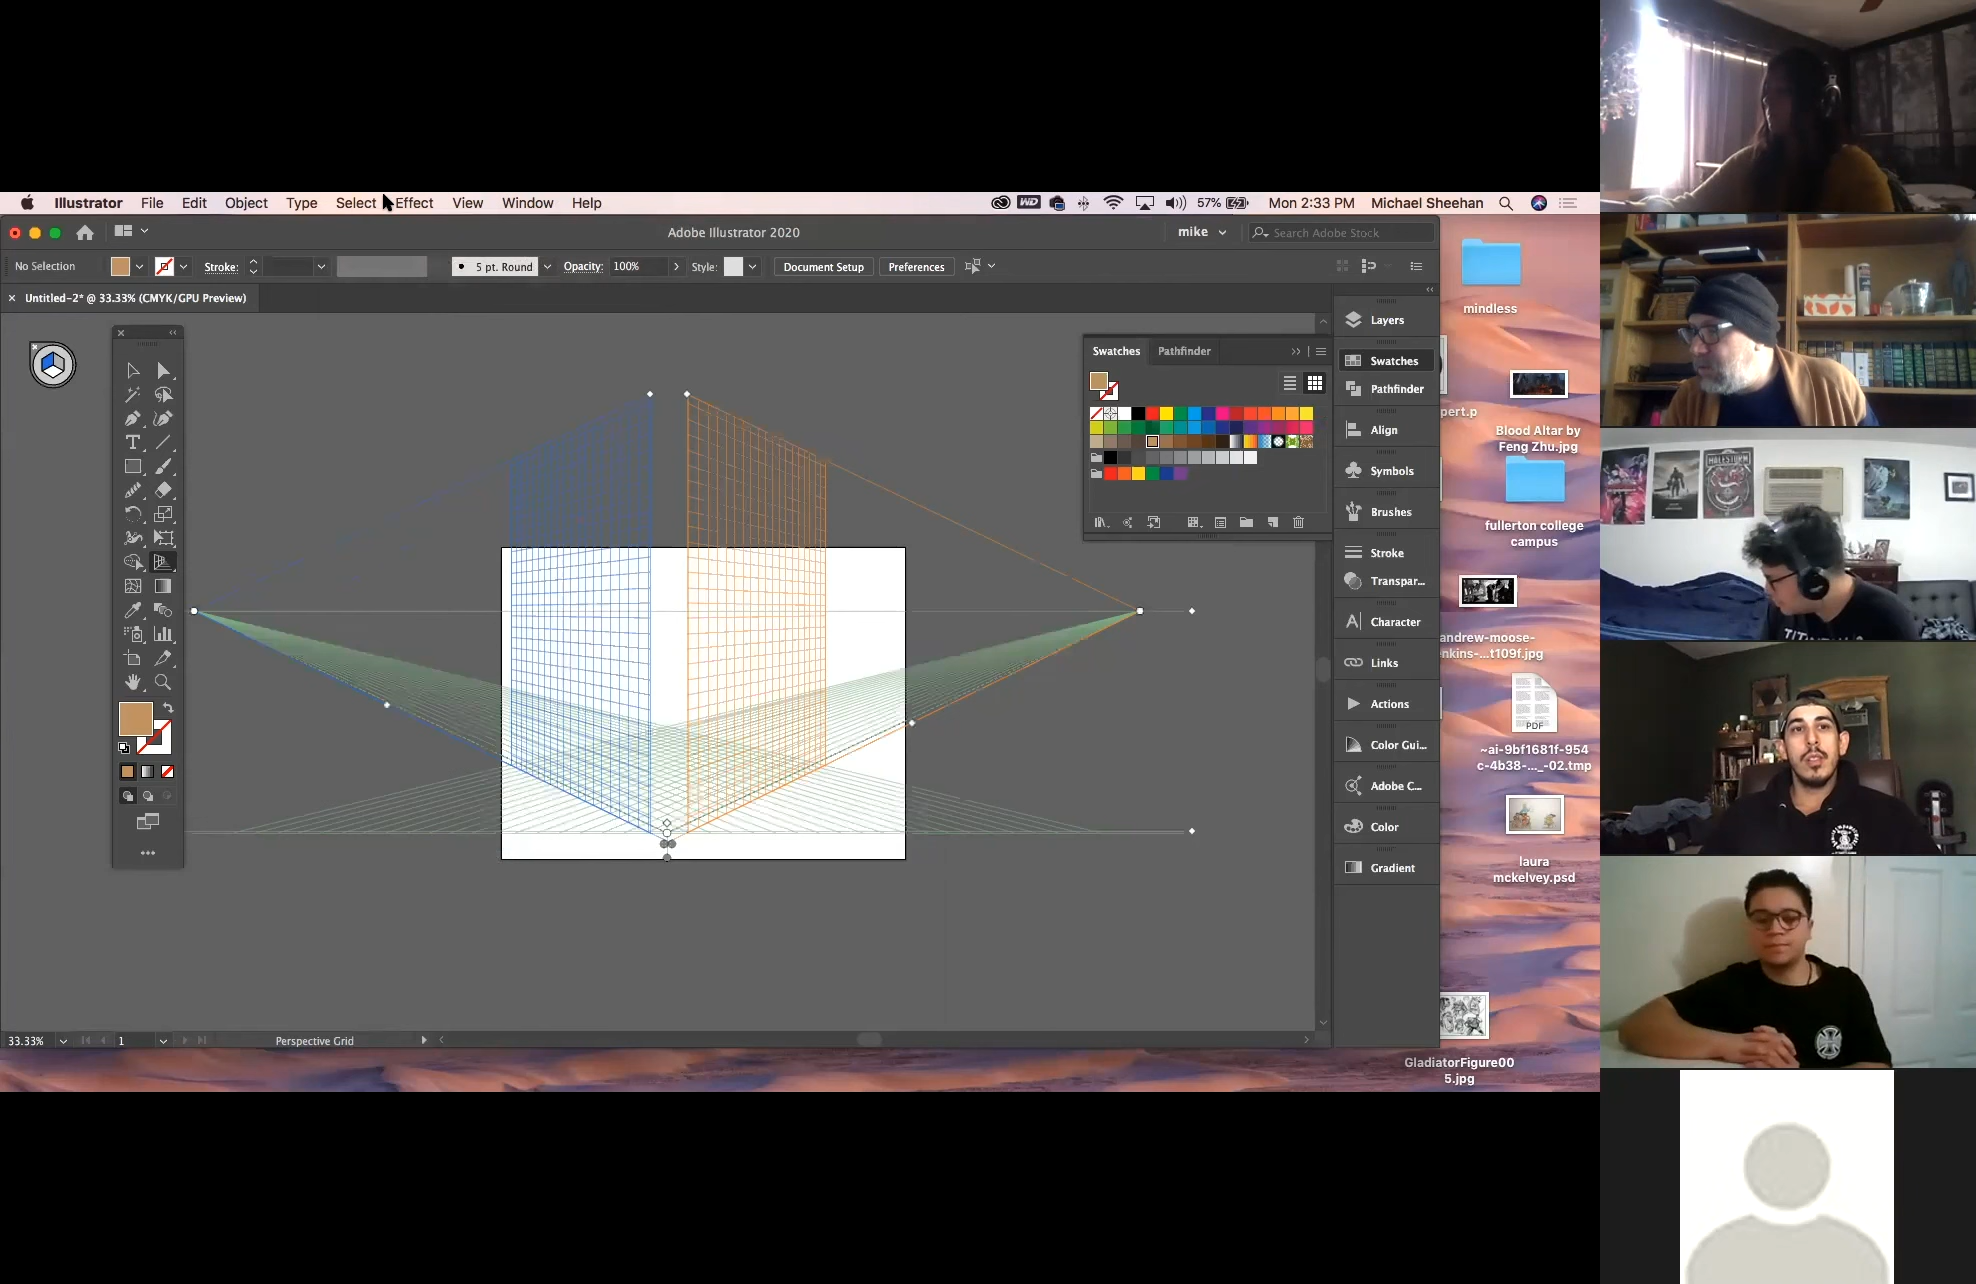 Illustrator File Edit Object Type Select Effect View Window Help
WD 57% Mon 2:33 PM Michael Sheehan
Adobe Illustrator 2020
mike
Search Adobe Stock
No Selection
Stroke:
5 pt. Round
Opacity: 100%
Style:
Document Setup
Preferences
× Untitled-2* @ 33.33% (CMYK/GPU Preview)
Swatches Pathfinder
Layers
Swatches
Pathfinder
Align
Symbols
Brushes
Stroke
Transpar...
Character
Links
Actions
Color Gui...
Adobe C...
Color
Gradient
33.33%
1
Perspective Grid
mindless
pert.p
Blood Altar by
Feng Zhu.jpg
fullerton college
campus
andrew-moose-
nkins-...t109f.jpg
PDF
~ai-9bf1681f-954
c-4b38-..._-02.tmp
laura
mckelvey.psd
GladiatorFigure00
5.jpg
HALESTORM